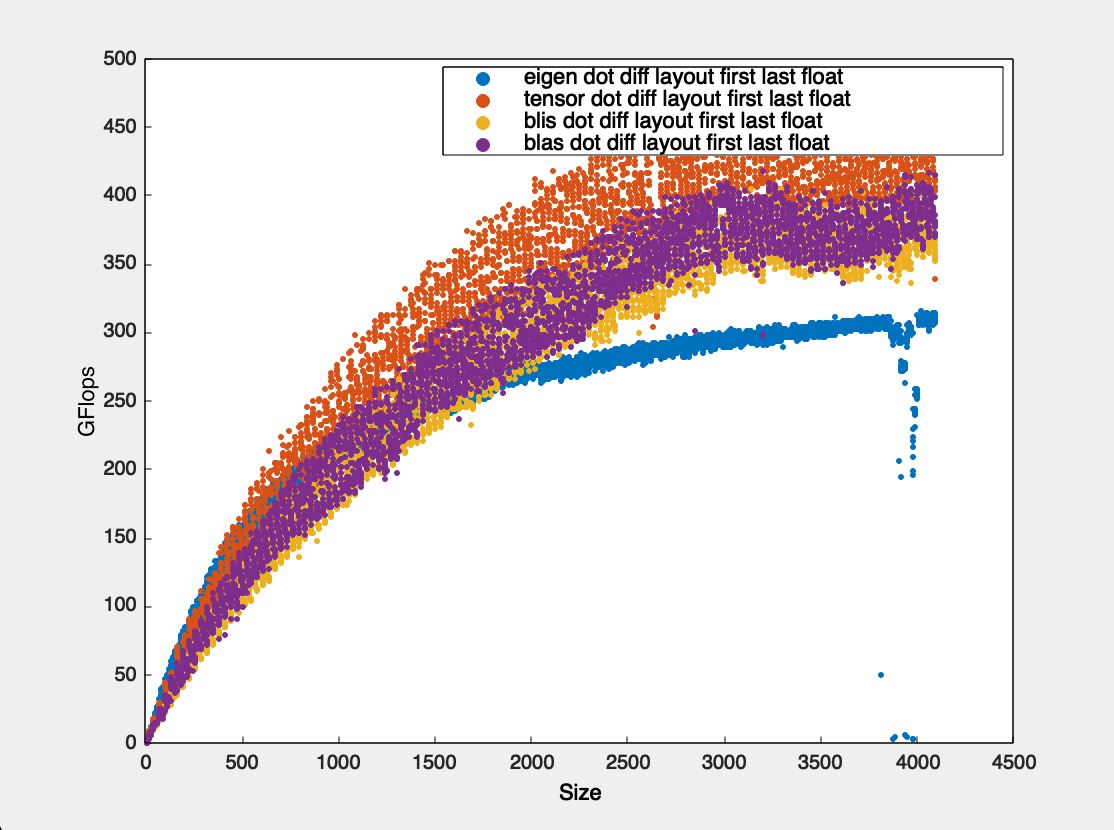 500
450
400
350
300
250
200
150
100
50
0
GFlops
eigen dot diff layout first last float
tensor dot diff layout first last float
blis dot diff layout first last float
blas dot diff layout first last float
0 500 1000 1500 2000 2500 3000 3500 4000 4500
Size